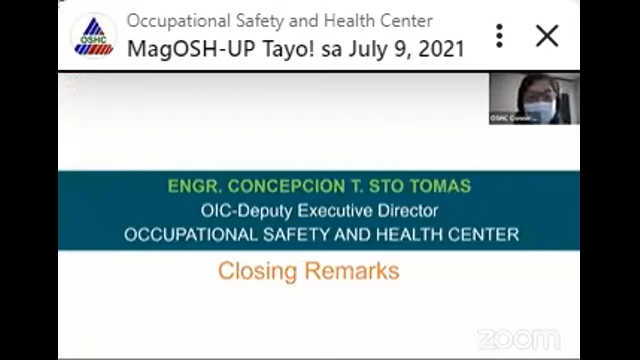 Occupational Safety and Health Center
OSHC
MagOSH-UP Tayo! sa July 9, 2021
ENGR. CONCEPCION T. STO TOMAS
OIC-Deputy Executive Director
OCCUPATIONAL SAFETY AND HEALTH CENTER
Closing Remarks
zoom